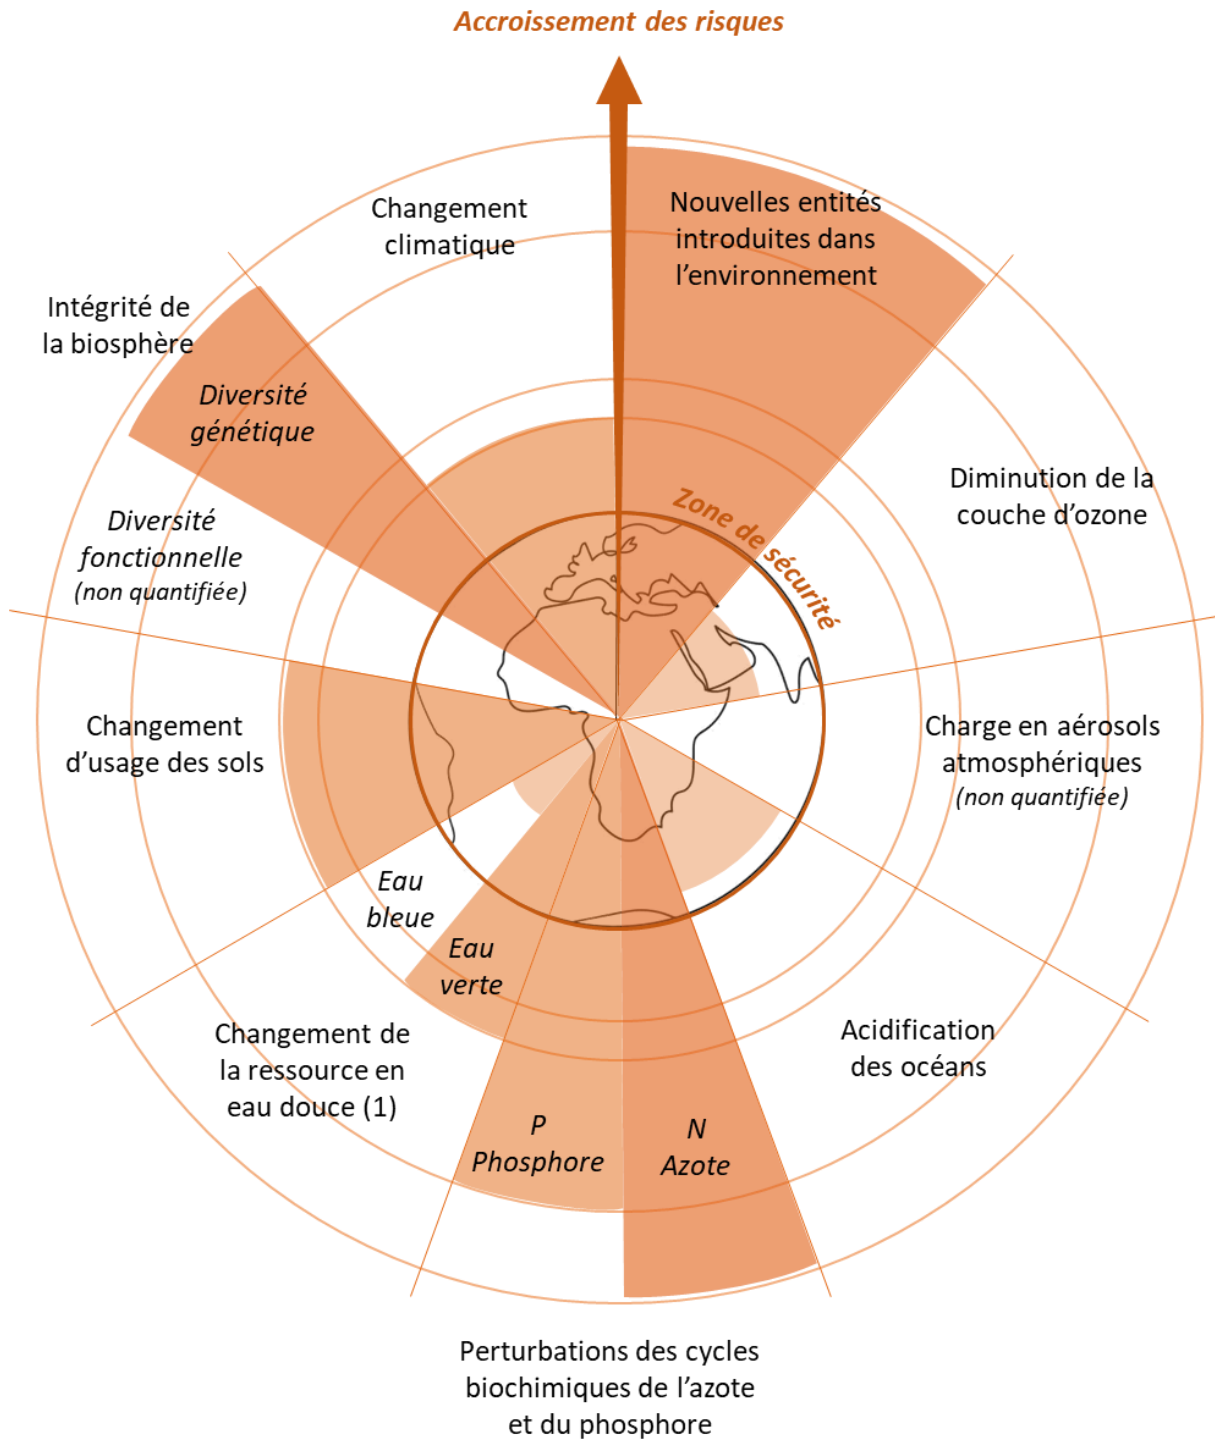 Accroissement des risques
Nouvelles entités
introduites dans
l’environnement
Changement
climatique
Intégrité de
la biosphère
Diversité
génétique
Diversité
fonctionnelle
(non quantifiée)
Zone de sécurité
Diminution de la
couche d’ozone
Changement
d’usage des sols
Charge en aérosols
atmosphériques
(non quantifiée)
Eau
bleue
Eau
verte
Changement de
la ressource en
eau douce (1)
Acidification
des océans
P
Phosphore
N
Azote
Perturbations des cycles
biochimiques de l’azote
et du phosphore